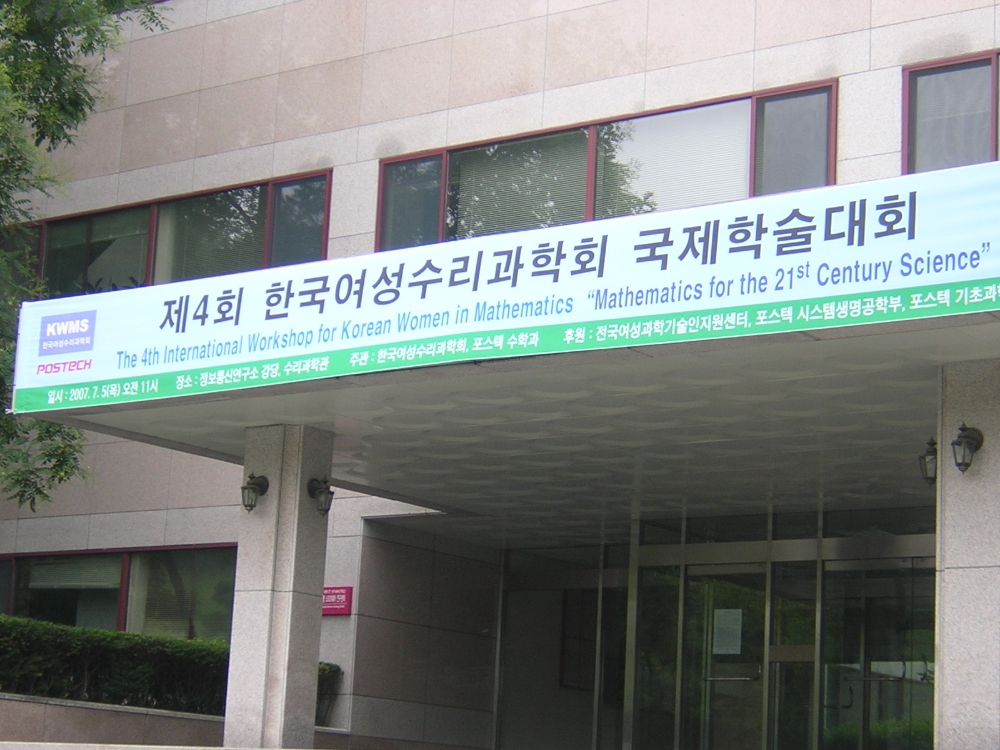 제4회 한국여성수리과학회 국제학술대회
The 4th International Workshop for Korean Women in Mathematics “Mathematics for the 21st Century Science”
KWMS
한국여성수리과학회
POSTECH
일시 : 2007. 7. 5(목) 오전 11시 장소 : 정보통신연구소 강당, 수리과학관 주관 : 한국여성수리과학회, 포스텍 수학과 후원 : 전국여성과학기술인지원센터, 포스텍 시스템생명공학부, 포스텍 기초과학